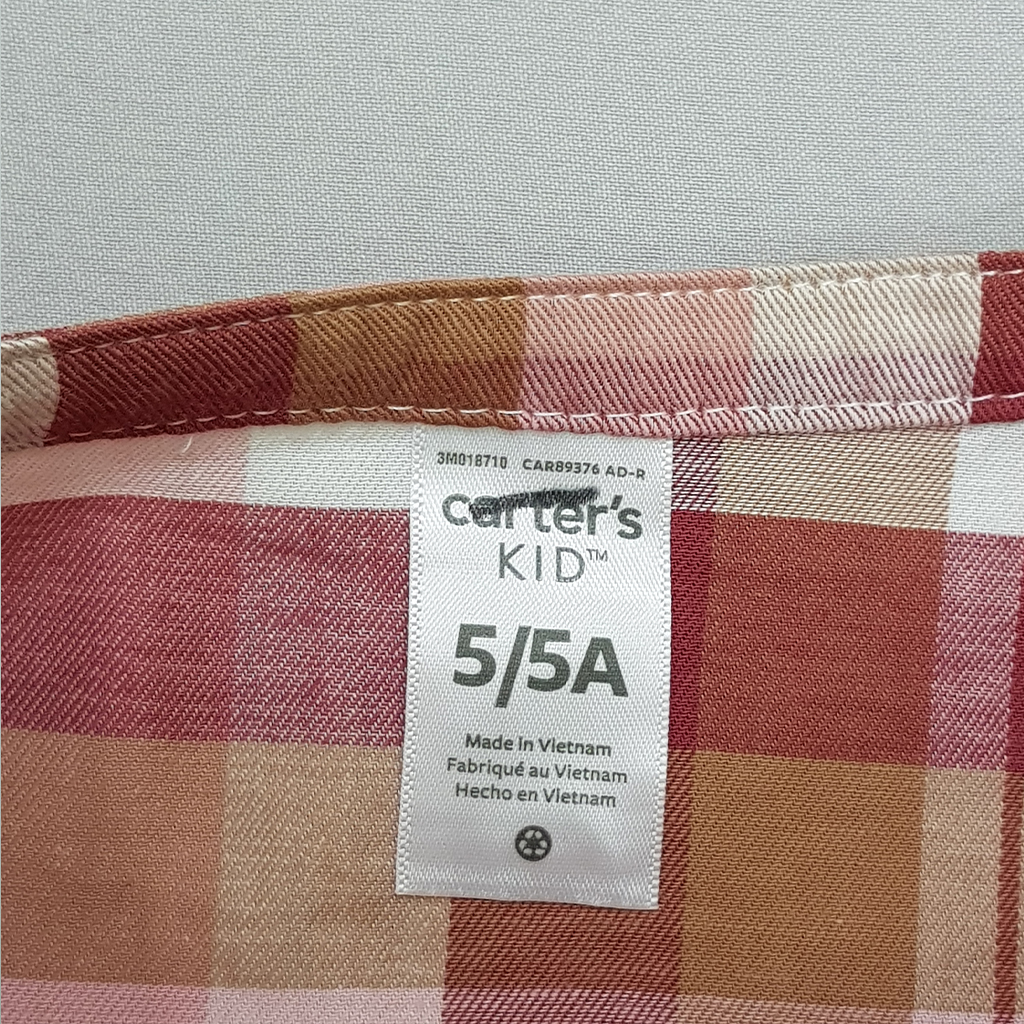 3M018710 CAR89376 AD-R
carter's
KID™
5/5A
Made in Vietnam
Fabriqué au Vietnam
Hecho en Vietnam